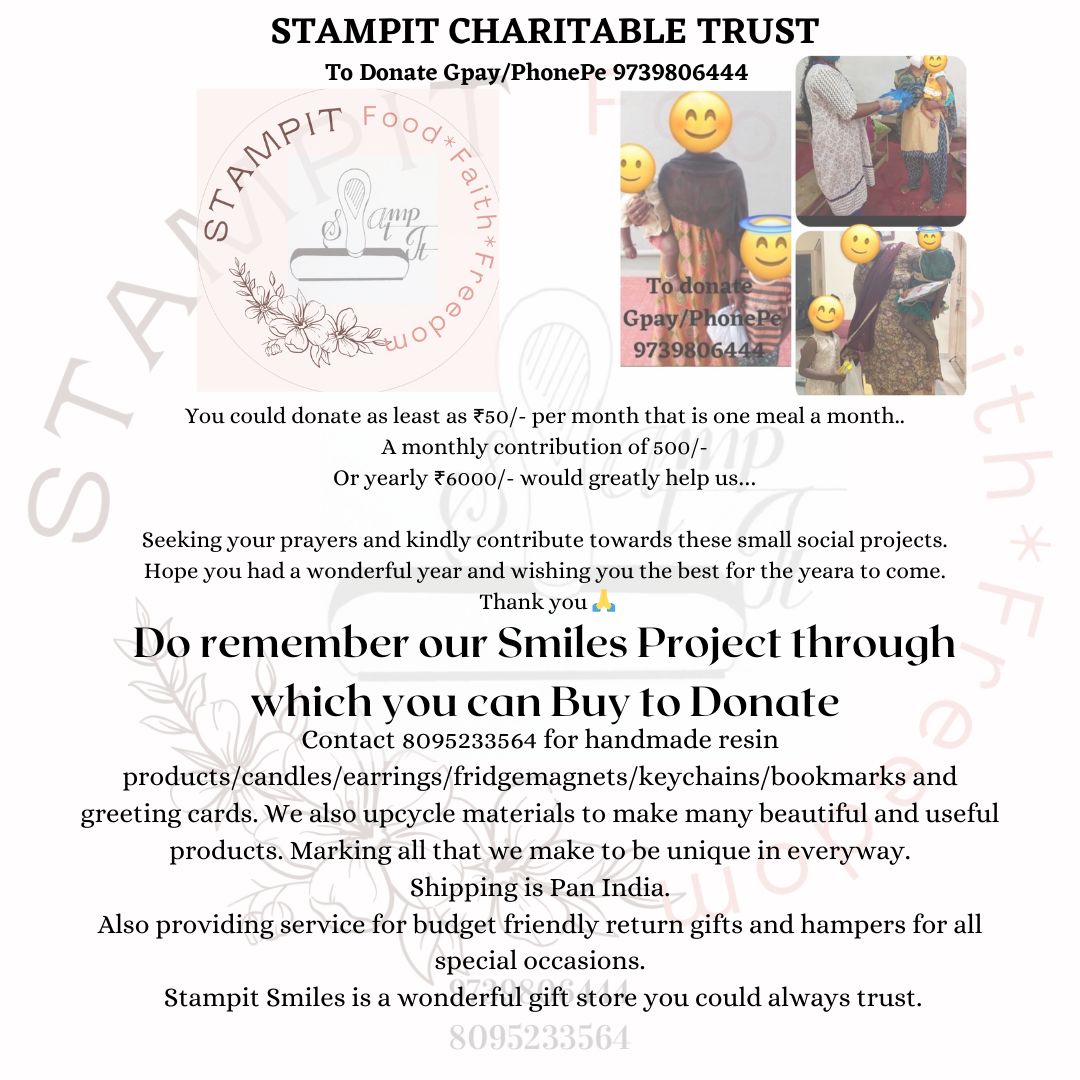 STAMPIT CHARITABLE TRUST
To Donate Gpay/PhonePe 9739806444
STAMPIT Food*Faith*Freedom
Stamp It
To donate
Gpay/PhonePe
9739806444
You could donate as least as ₹50/- per month that is one meal a month..
A monthly contribution of 500/-
Or yearly ₹6000/- would greatly help us...
Seeking your prayers and kindly contribute towards these small social projects.
Hope you had a wonderful year and wishing you the best for the yeara to come.
Thank you 🙏
Do remember our Smiles Project through
which you can Buy to Donate
Contact 8095233564 for handmade resin
products/candles/earrings/fridgemagnets/keychains/bookmarks and
greeting cards. We also upcycle materials to make many beautiful and useful
products. Marking all that we make to be unique in everyway.
Shipping is Pan India.
Also providing service for budget friendly return gifts and hampers for all
special occasions.
Stampit Smiles is a wonderful gift store you could always trust.
STAMPIT Food*Faith*Freedom
Stamp It
9739806444
8095233564